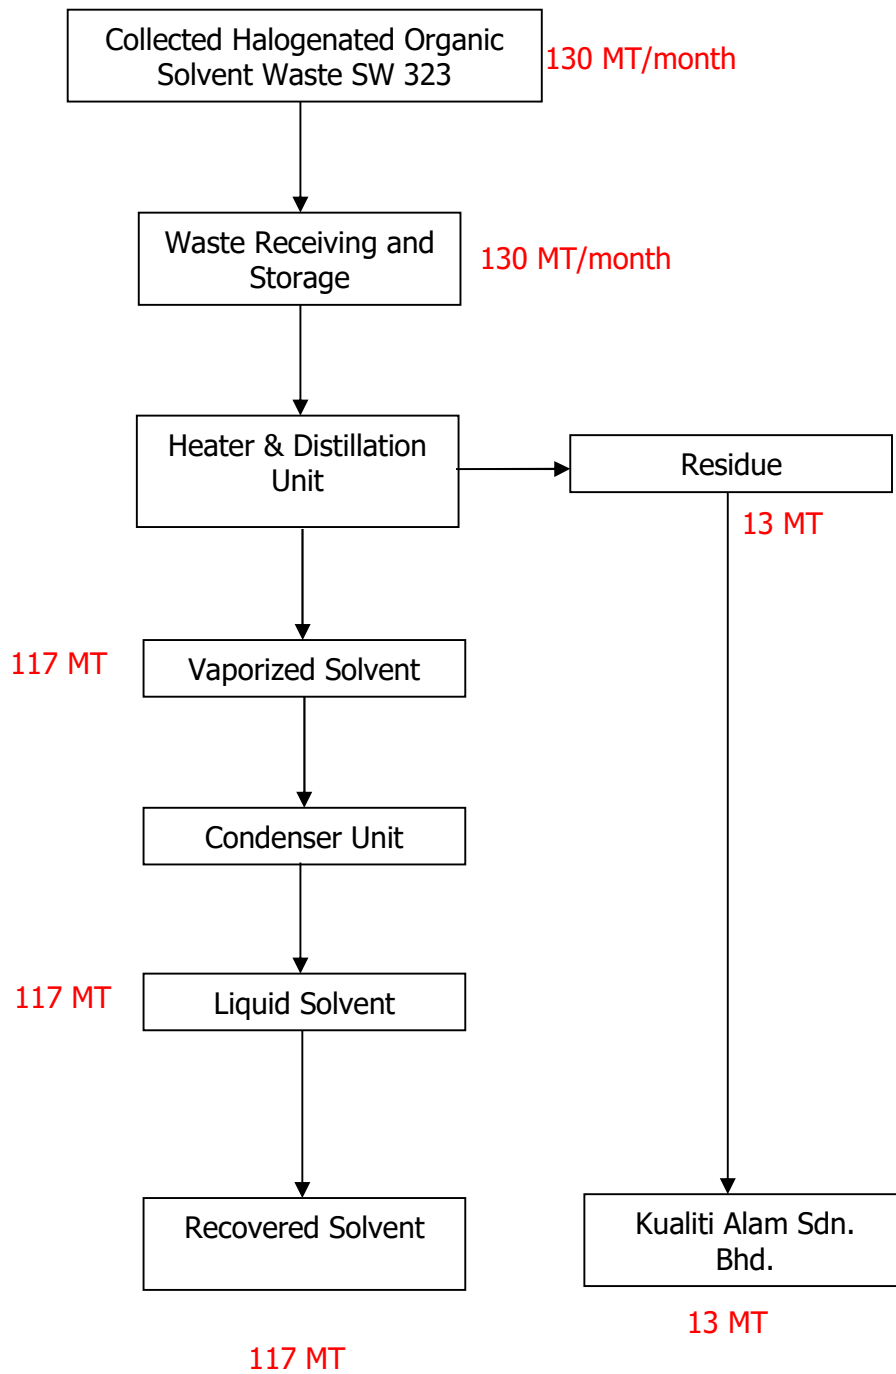 Collected Halogenated Organic
Solvent Waste SW 323
130 MT/month
Waste Receiving and
Storage
130 MT/month
Heater & Distillation
Unit
Residue
13 MT
117 MT
Vaporized Solvent
Condenser Unit
117 MT
Liquid Solvent
Recovered Solvent
117 MT
Kualiti Alam Sdn.
Bhd.
13 MT